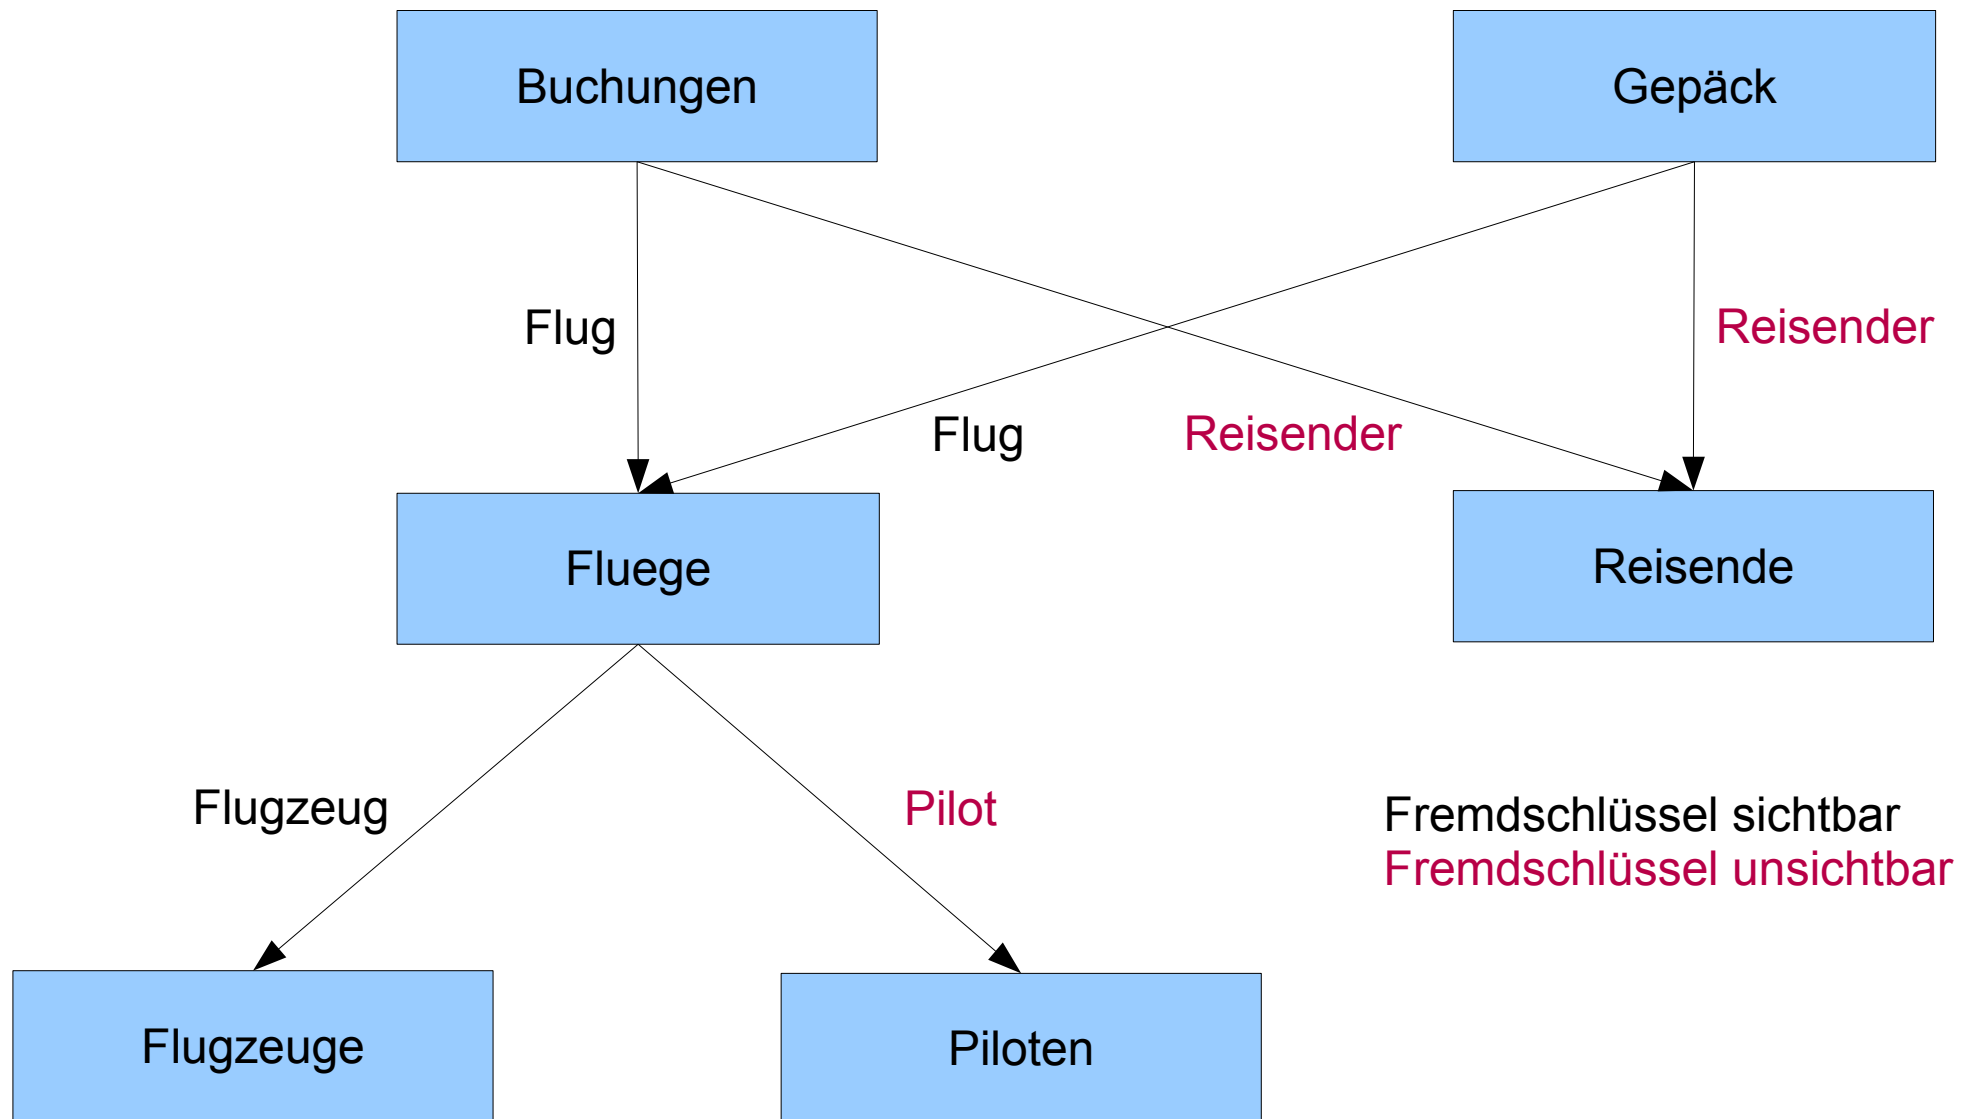 Buchungen
Gepäck
Flug
Reisender
Flug
Reisender
Fluege
Reisende
Flugzeug
Pilot
Fremdschlüssel sichtbar
Fremdschlüssel unsichtbar
Flugzeuge
Piloten